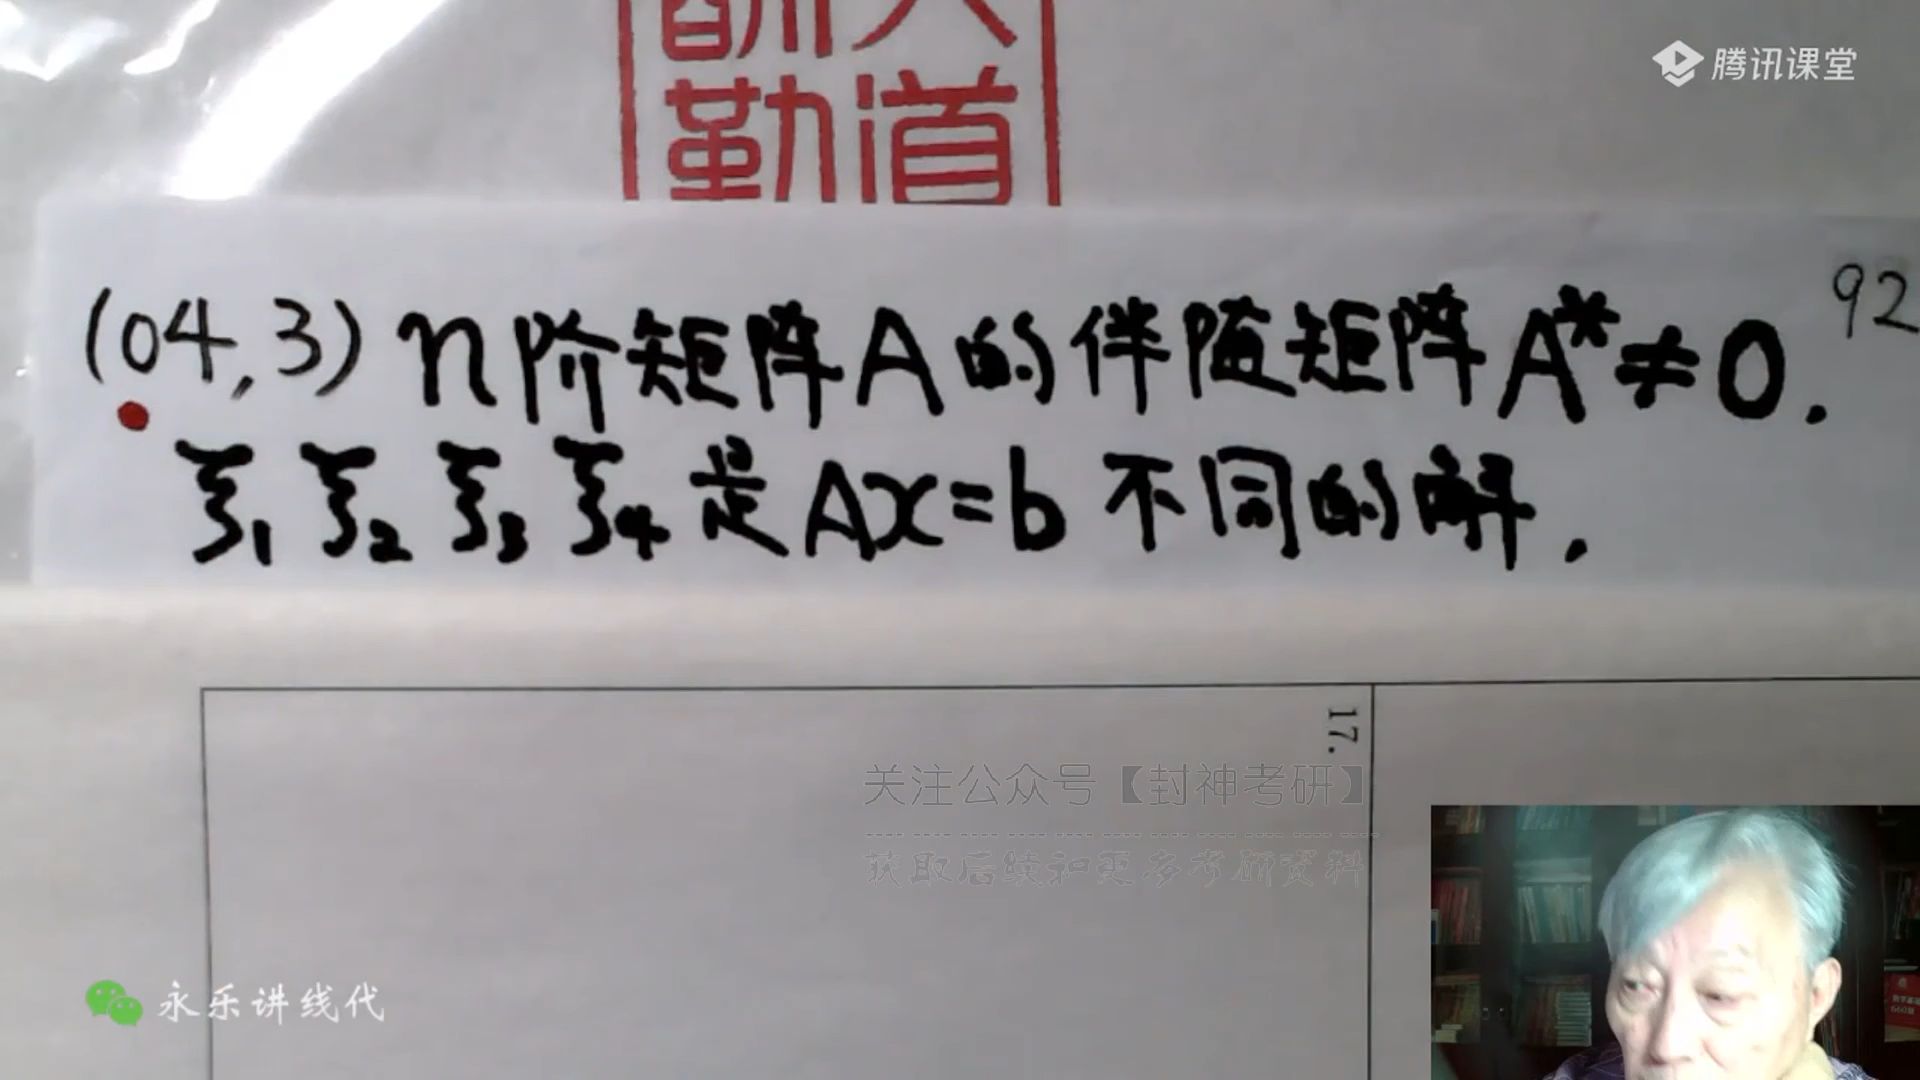 勤道
腾讯课堂
92
(04,3) n阶矩阵A的伴随矩阵A*≠0.
ξ1 ξ2 ξ3 ξ4 是Ax=b 不同的解.
17.
关注公众号【封神考研】
获取后续和更多考研资料
永乐讲线代